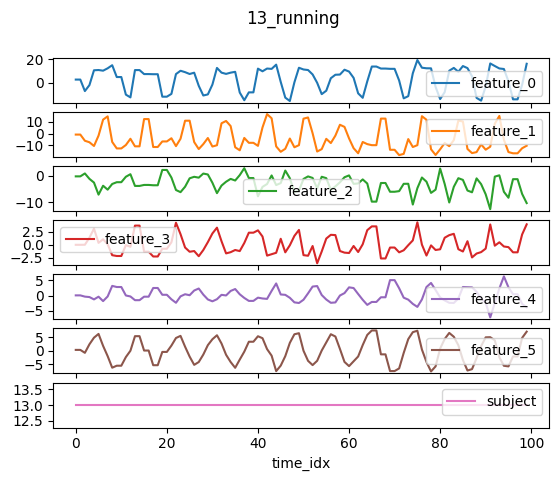 13_running
20
0
feature_0
10
0
−10
feature_1
0
−10
feature_2
2.5
0.0
−2.5
feature_3
5
0
−5
feature_4
5
0
−5
feature_5
13.5
13.0
12.5
subject
0 20 40 60 80 100
time_idx